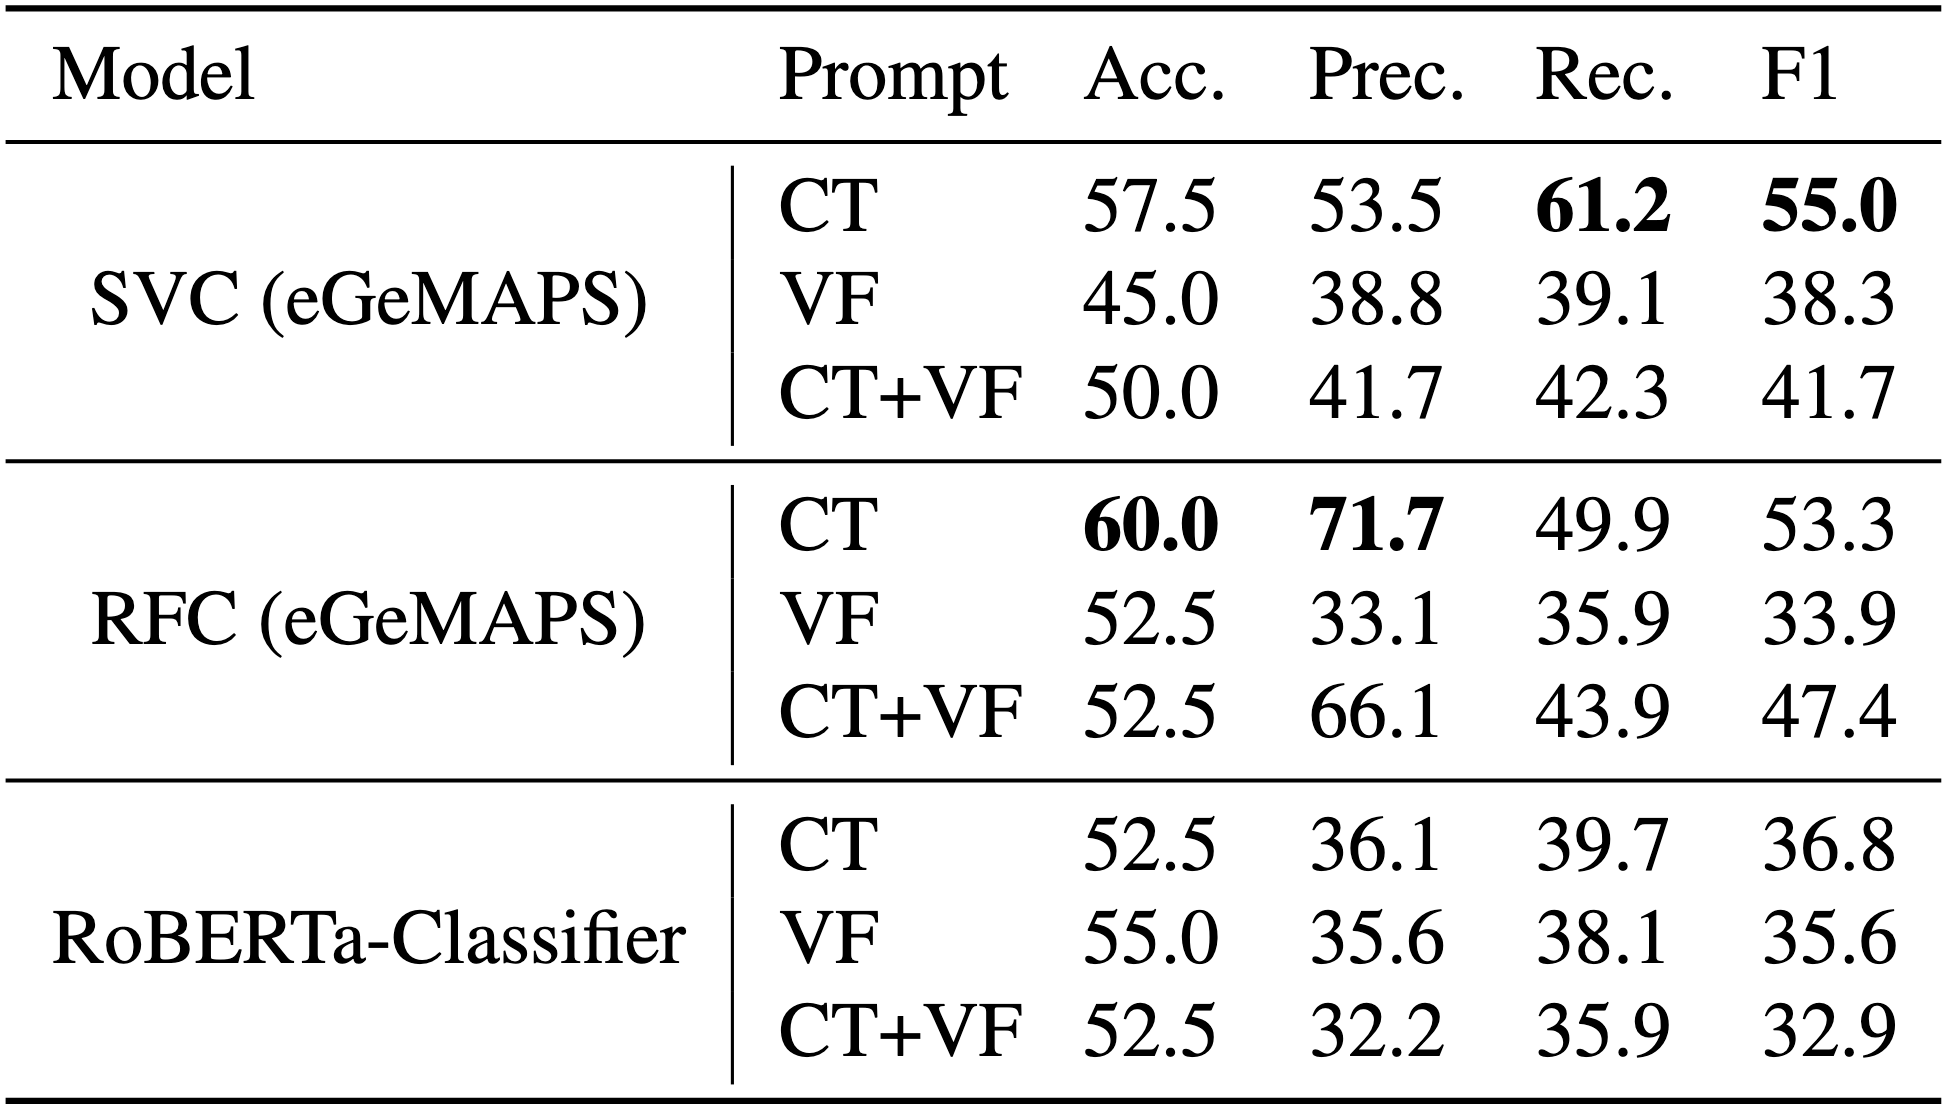 Model Prompt Acc. Prec. Rec. F1
CT 57.5 53.5 61.2 55.0
SVC (eGeMAPS) VF 45.0 38.8 39.1 38.3
CT+VF 50.0 41.7 42.3 41.7
CT 60.0 71.7 49.9 53.3
RFC (eGeMAPS) VF 52.5 33.1 35.9 33.9
CT+VF 52.5 66.1 43.9 47.4
CT 52.5 36.1 39.7 36.8
RoBERTa-Classifier VF 55.0 35.6 38.1 35.6
CT+VF 52.5 32.2 35.9 32.9